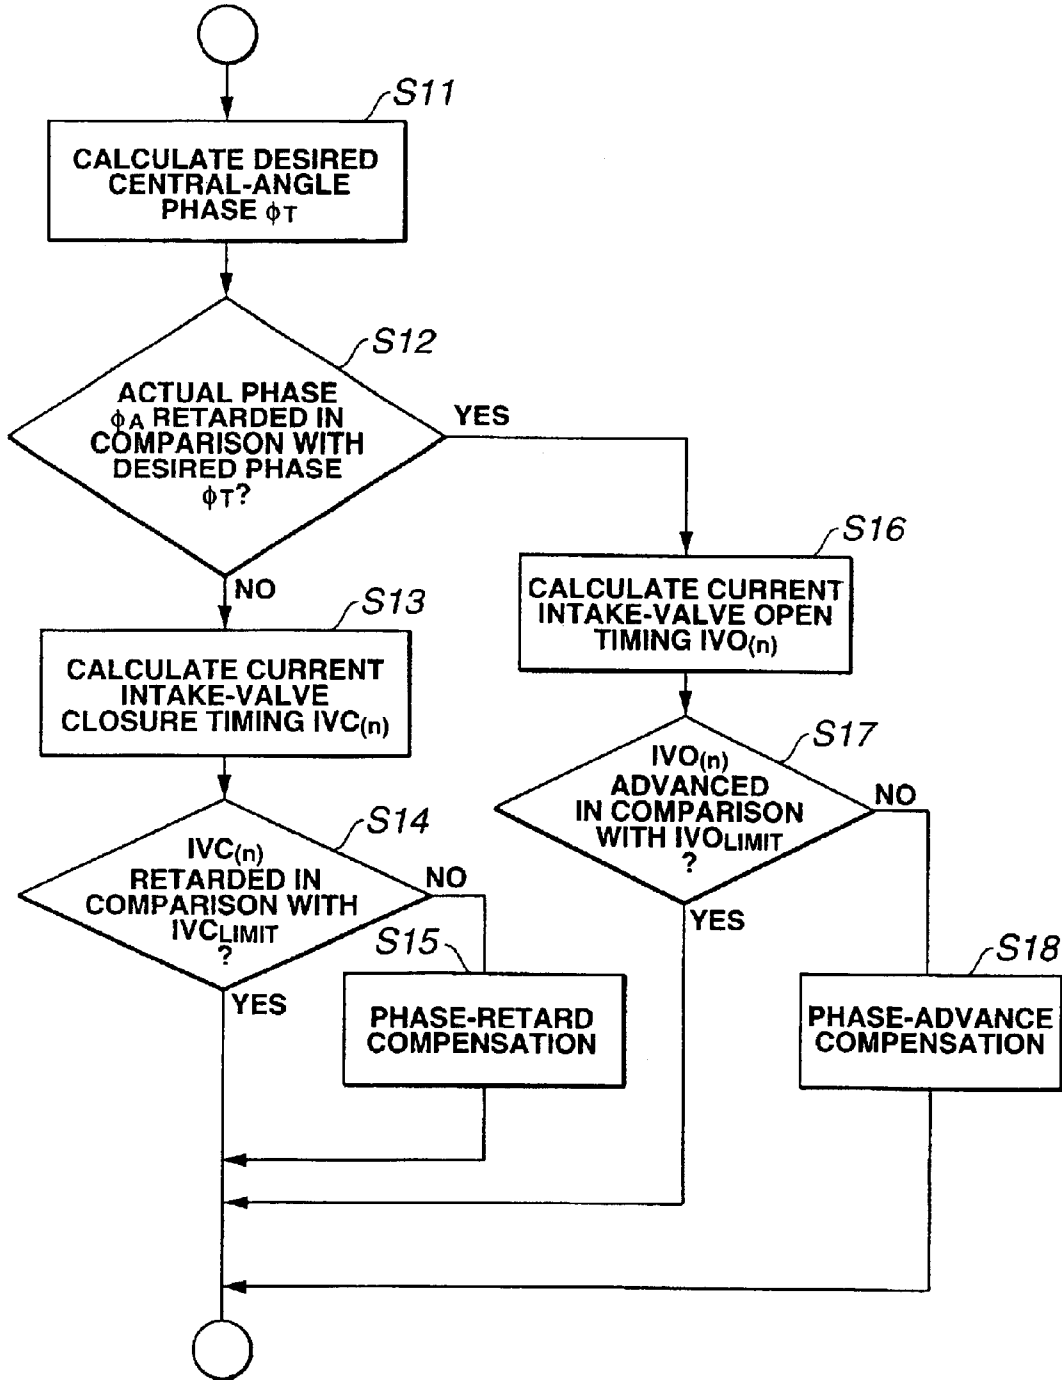 S11
CALCULATE DESIRED
CENTRAL-ANGLE
PHASE ϕT
S12
ACTUAL PHASE
ϕA RETARDED IN
COMPARISON WITH
DESIRED PHASE
ϕT?
YES
NO
S13
CALCULATE CURRENT
INTAKE-VALVE
CLOSURE TIMING IVC(n)
S14
IVC(n)
RETARDED IN
COMPARISON WITH
IVCLIMIT
?
NO
YES
S15
PHASE-RETARD
COMPENSATION
S16
CALCULATE CURRENT
INTAKE-VALVE OPEN
TIMING IVO(n)
S17
IVO(n)
ADVANCED
IN COMPARISON
WITH IVOLIMIT
?
NO
YES
S18
PHASE-ADVANCE
COMPENSATION